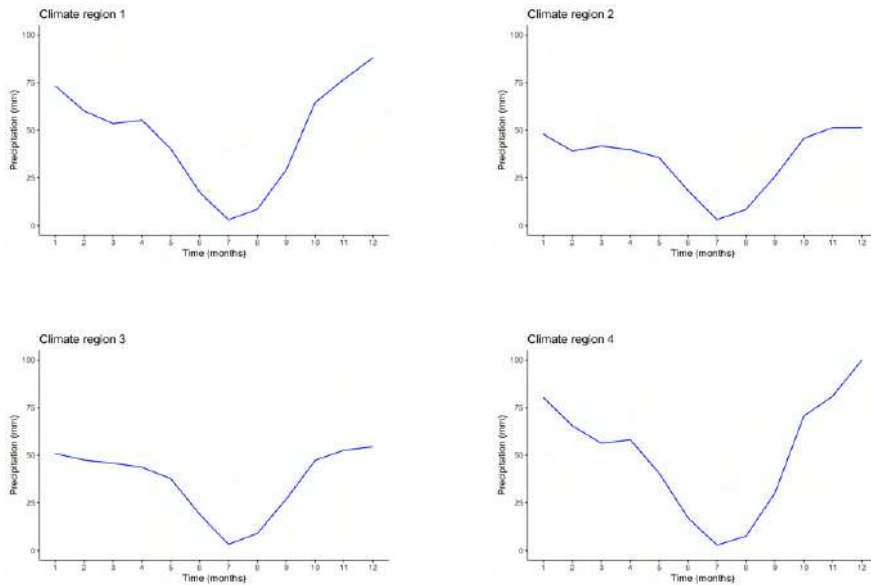 Climate region 1
Precipitation (mm)
100
75
50
25
0
1 2 3 4 5 6 7 8 9 10 11 12
Time (months)
Climate region 2
Precipitation (mm)
100
75
50
25
0
1 2 3 4 5 6 7 8 9 10 11 12
Time (months)
Climate region 3
Precipitation (mm)
100
75
50
25
0
1 2 3 4 5 6 7 8 9 10 11 12
Time (months)
Climate region 4
Precipitation (mm)
100
75
50
25
0
1 2 3 4 5 6 7 8 9 10 11 12
Time (months)